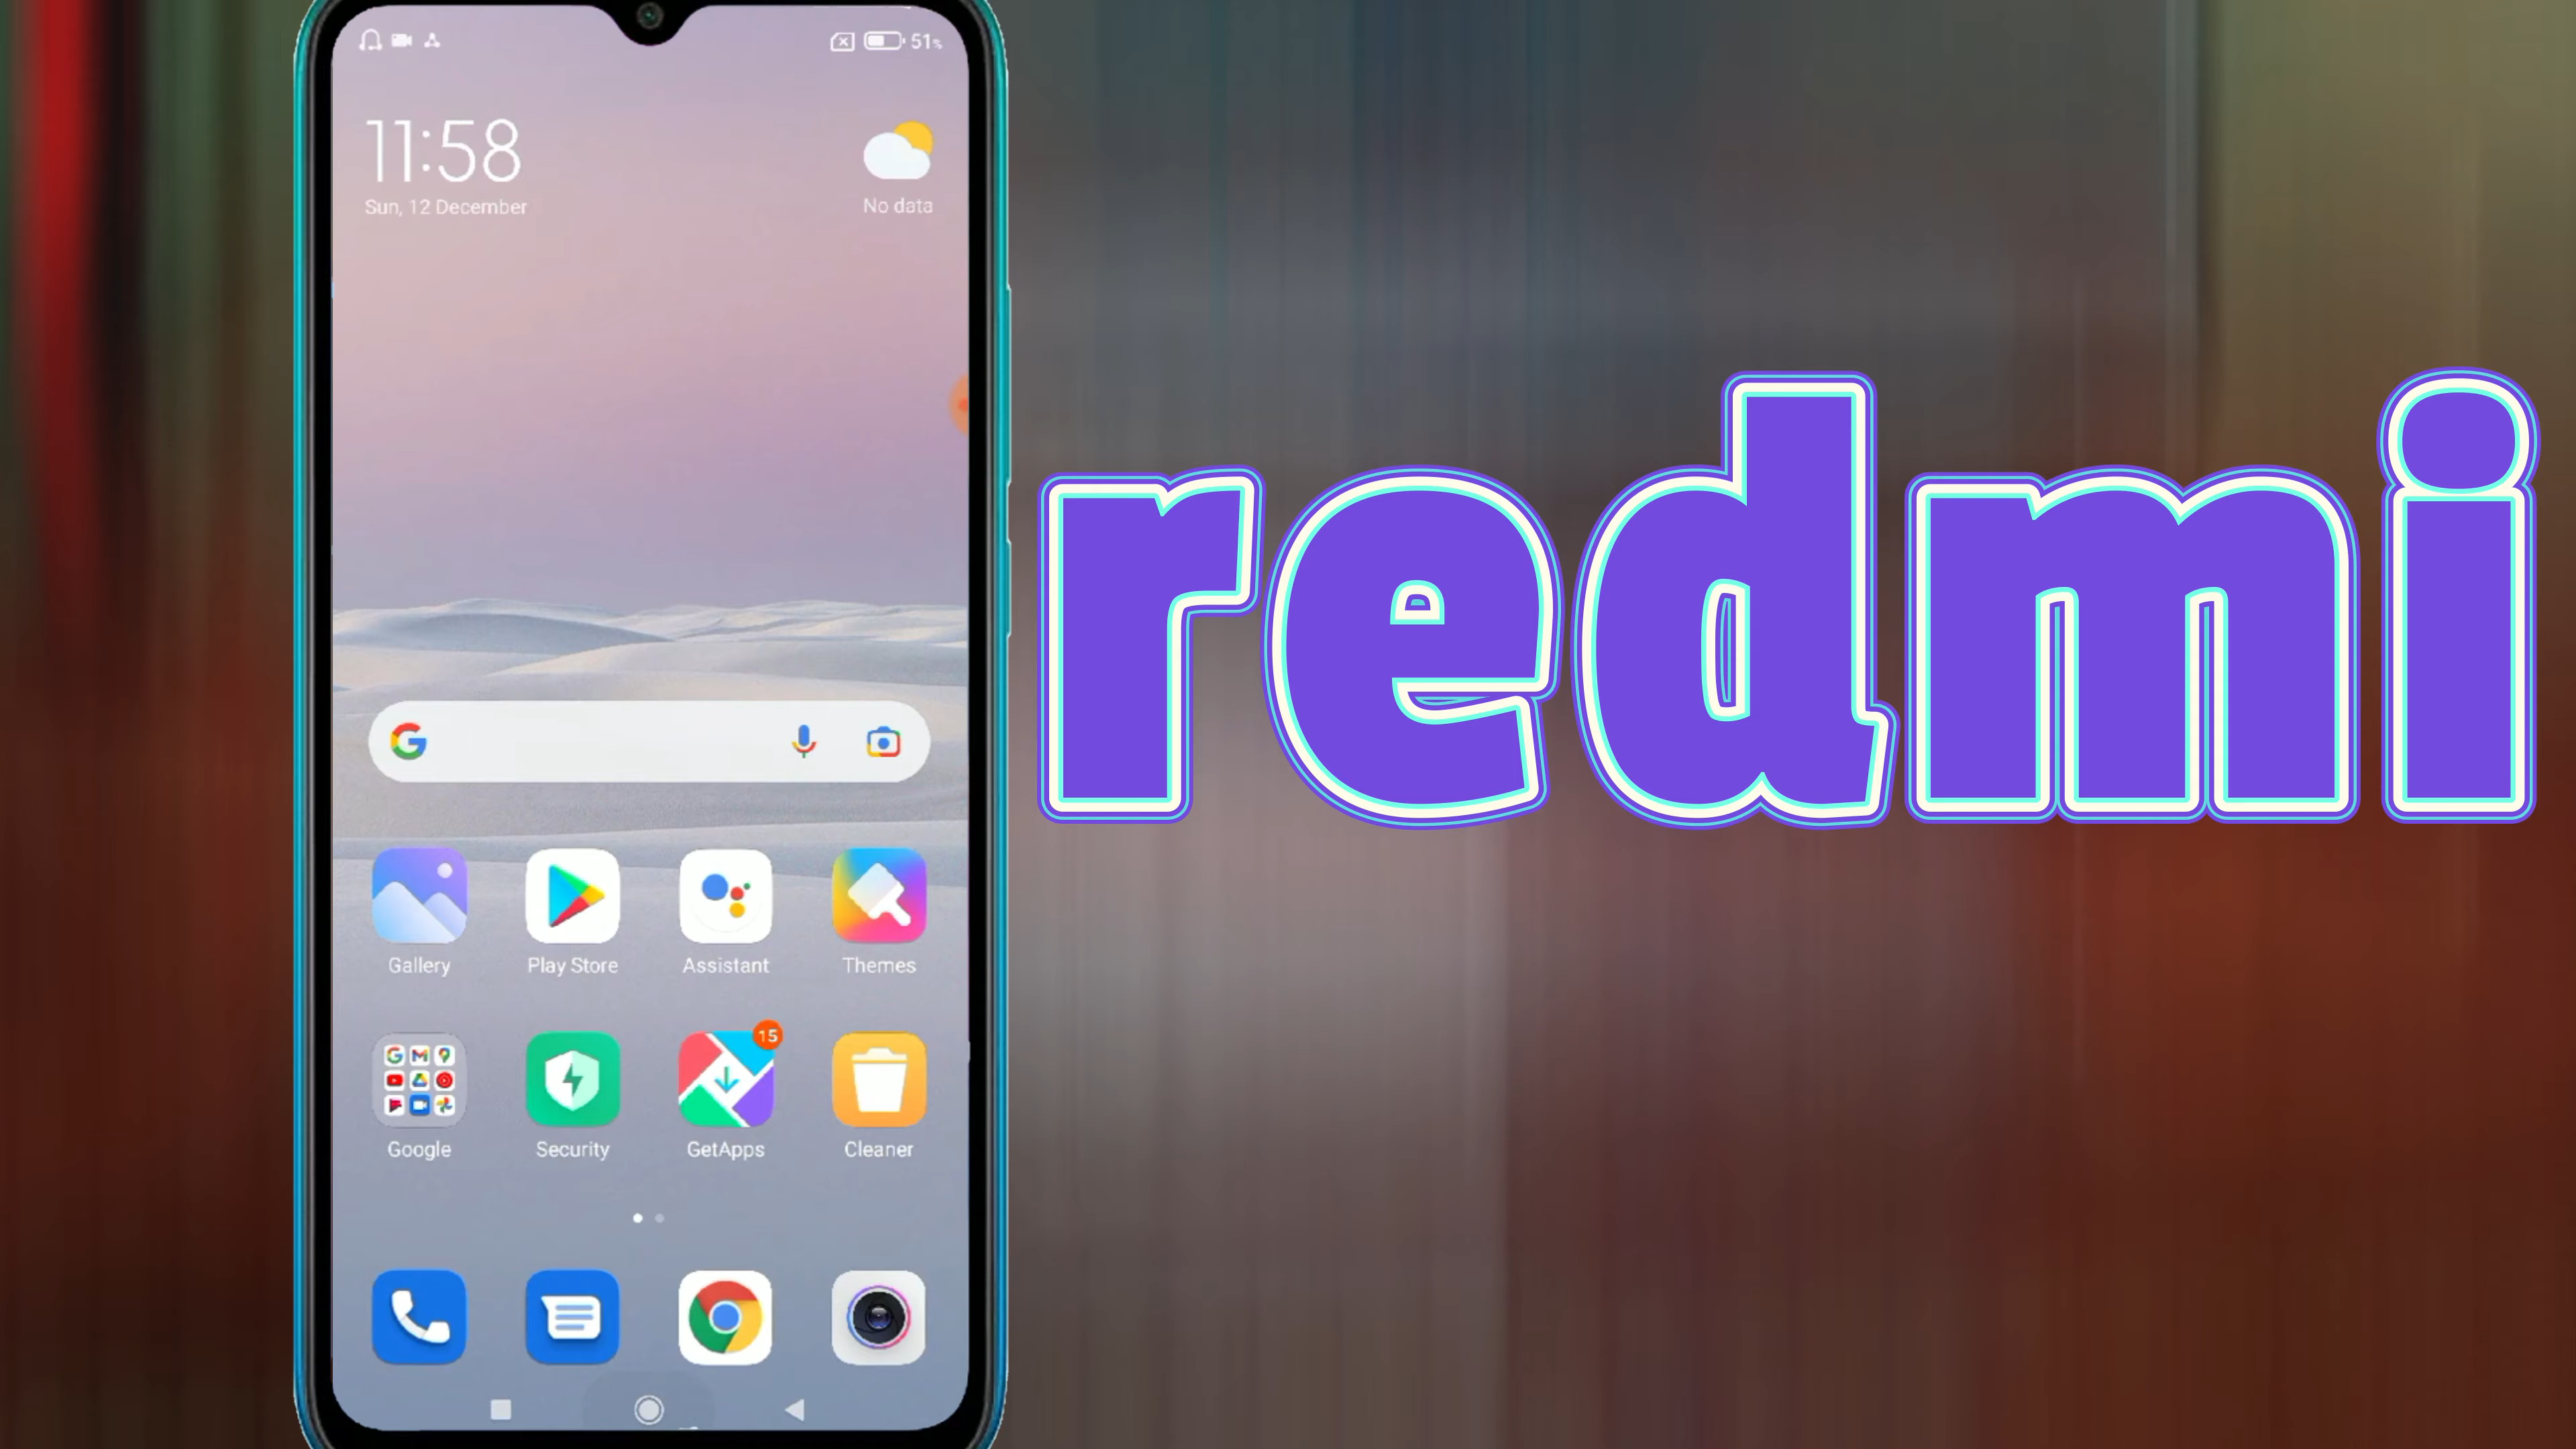 51%
11:58
Sun, 12 December
No data
redmi
Gallery
Play Store
Assistant
Themes
15
Google
Security
GetApps
Cleaner